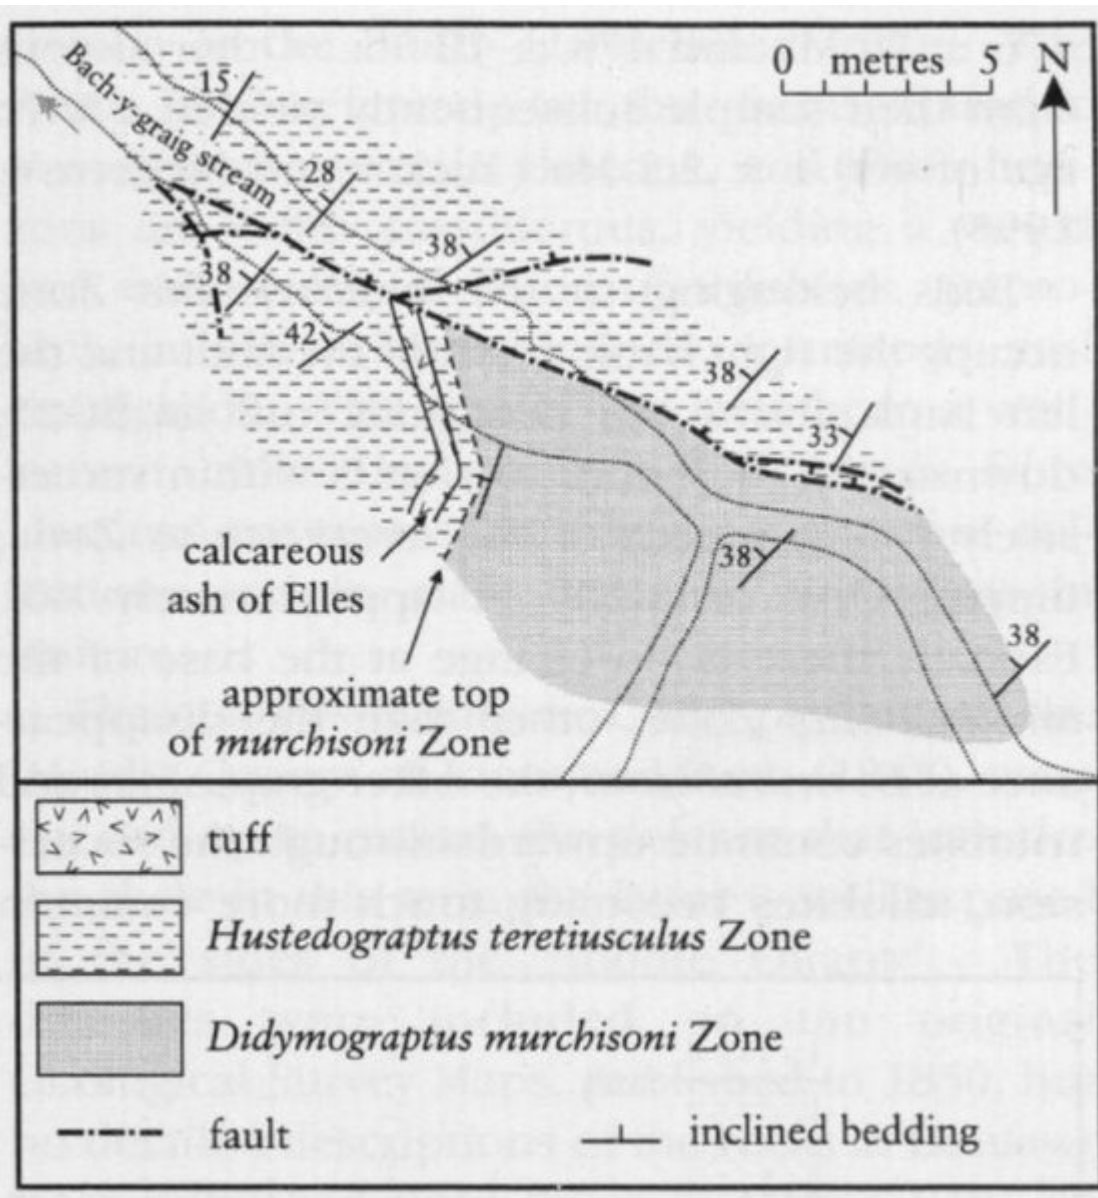 0 metres 5 N
Bach-y-graig stream
15
28
38
38
42
38
33
38
38
calcareous
ash of Elles
approximate top
of murchisoni Zone
tuff
Hustedograptus teretiusculus Zone
Didymograptus murchisoni Zone
fault
inclined bedding